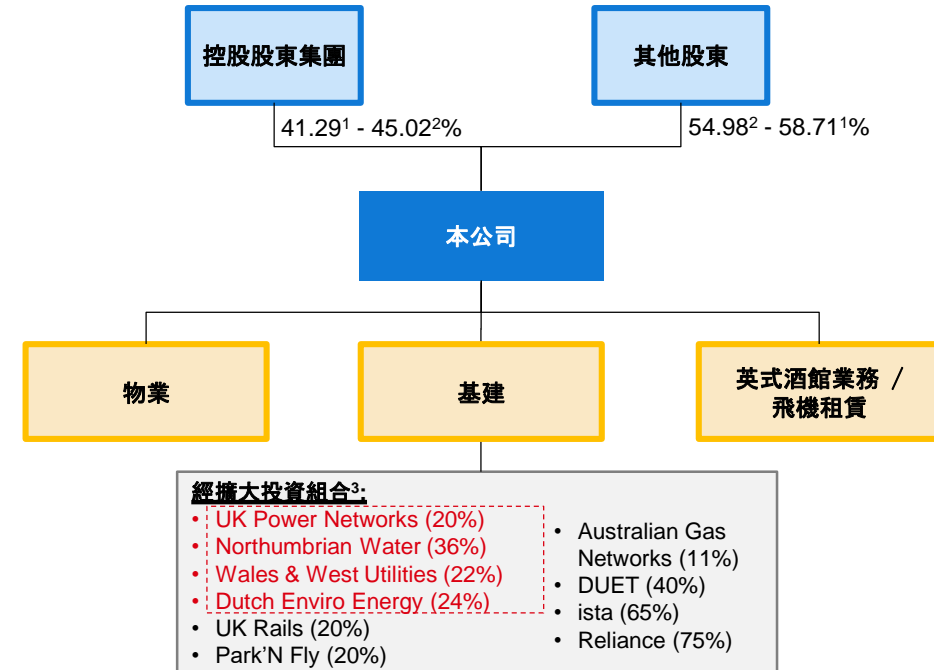 控股股東集團
其他股東
41.29¹ - 45.02²%
54.98² - 58.71¹%
本公司
物業
基建
英式酒館業務 /
飛機租賃
經擴大投資組合³:
• UK Power Networks (20%)
• Northumbrian Water (36%)
• Wales & West Utilities (22%)
• Dutch Enviro Energy (24%)
• UK Rails (20%)
• Park'N Fly (20%)
• Australian Gas
Networks (11%)
• DUET (40%)
• ista (65%)
• Reliance (75%)